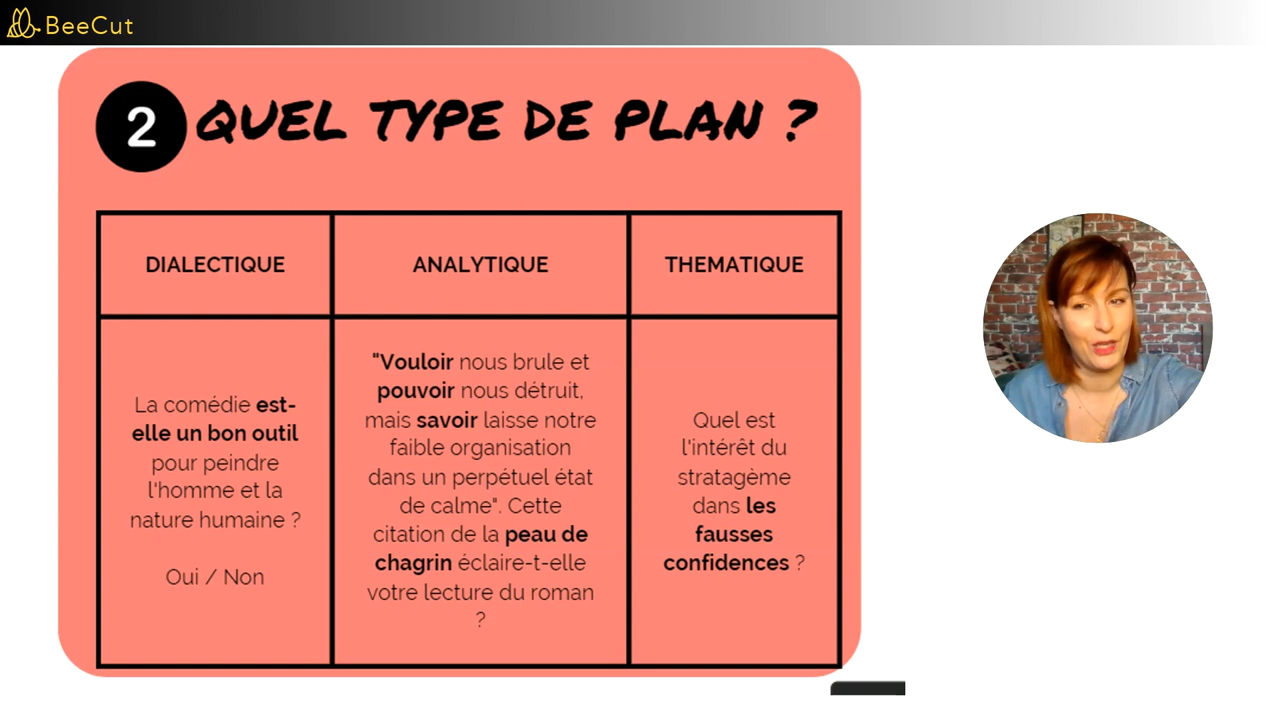 BeeCut
2 QUEL TYPE DE PLAN ?
DIALECTIQUE
ANALYTIQUE
THEMATIQUE
La comédie est-
elle un bon outil
pour peindre
l'homme et la
nature humaine ?
Oui / Non
"Vouloir nous brule et
pouvoir nous détruit,
mais savoir laisse notre
faible organisation
dans un perpétuel état
de calme". Cette
citation de la peau de
chagrin éclaire-t-elle
votre lecture du roman
?
Quel est
l'intérêt du
stratagème
dans les
fausses
confidences ?